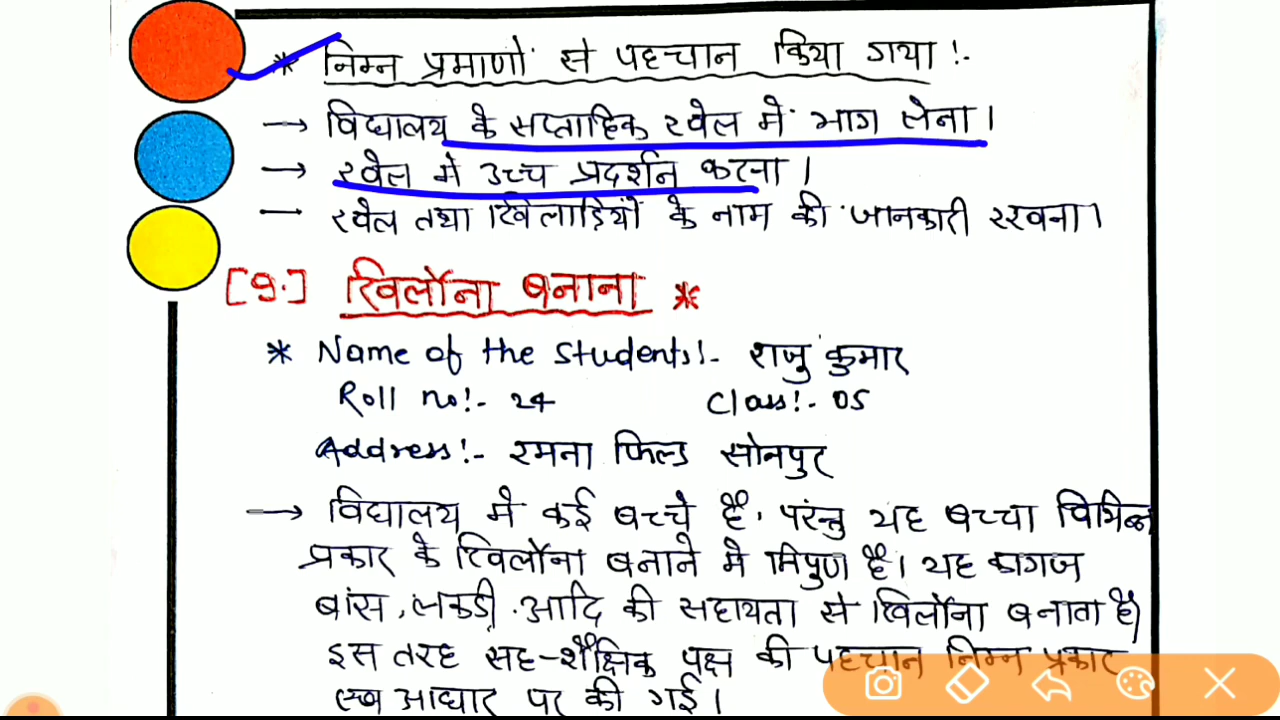 * निम्न प्रमाणों से पहचान किया गया !-
→ विद्यालय के सप्ताहिक खेल में भाग लेना।
→ खेल में उच्च प्रदर्शन करना।
— खेल तथा खिलाड़ियों के नाम की जानकारी रखना।
[9.] खिलौना बनाना *
* Name of the students!- राजु कुमार
Roll no!- 24 Class!- 05
Address!- रमना फिल्ड सोनपुर
→ विद्यालय में कई बच्चे हैं, परंतु यह बच्चा विभिन्न
प्रकार के खिलौना बनाने में निपुण है। यह कागज
बांस, लकड़ी, आदि की सहायता से खिलौना बनाता है।
इस तरह सह-शैक्षिक पक्ष की पहचान निम्न प्रकार
आधार पर की गई।